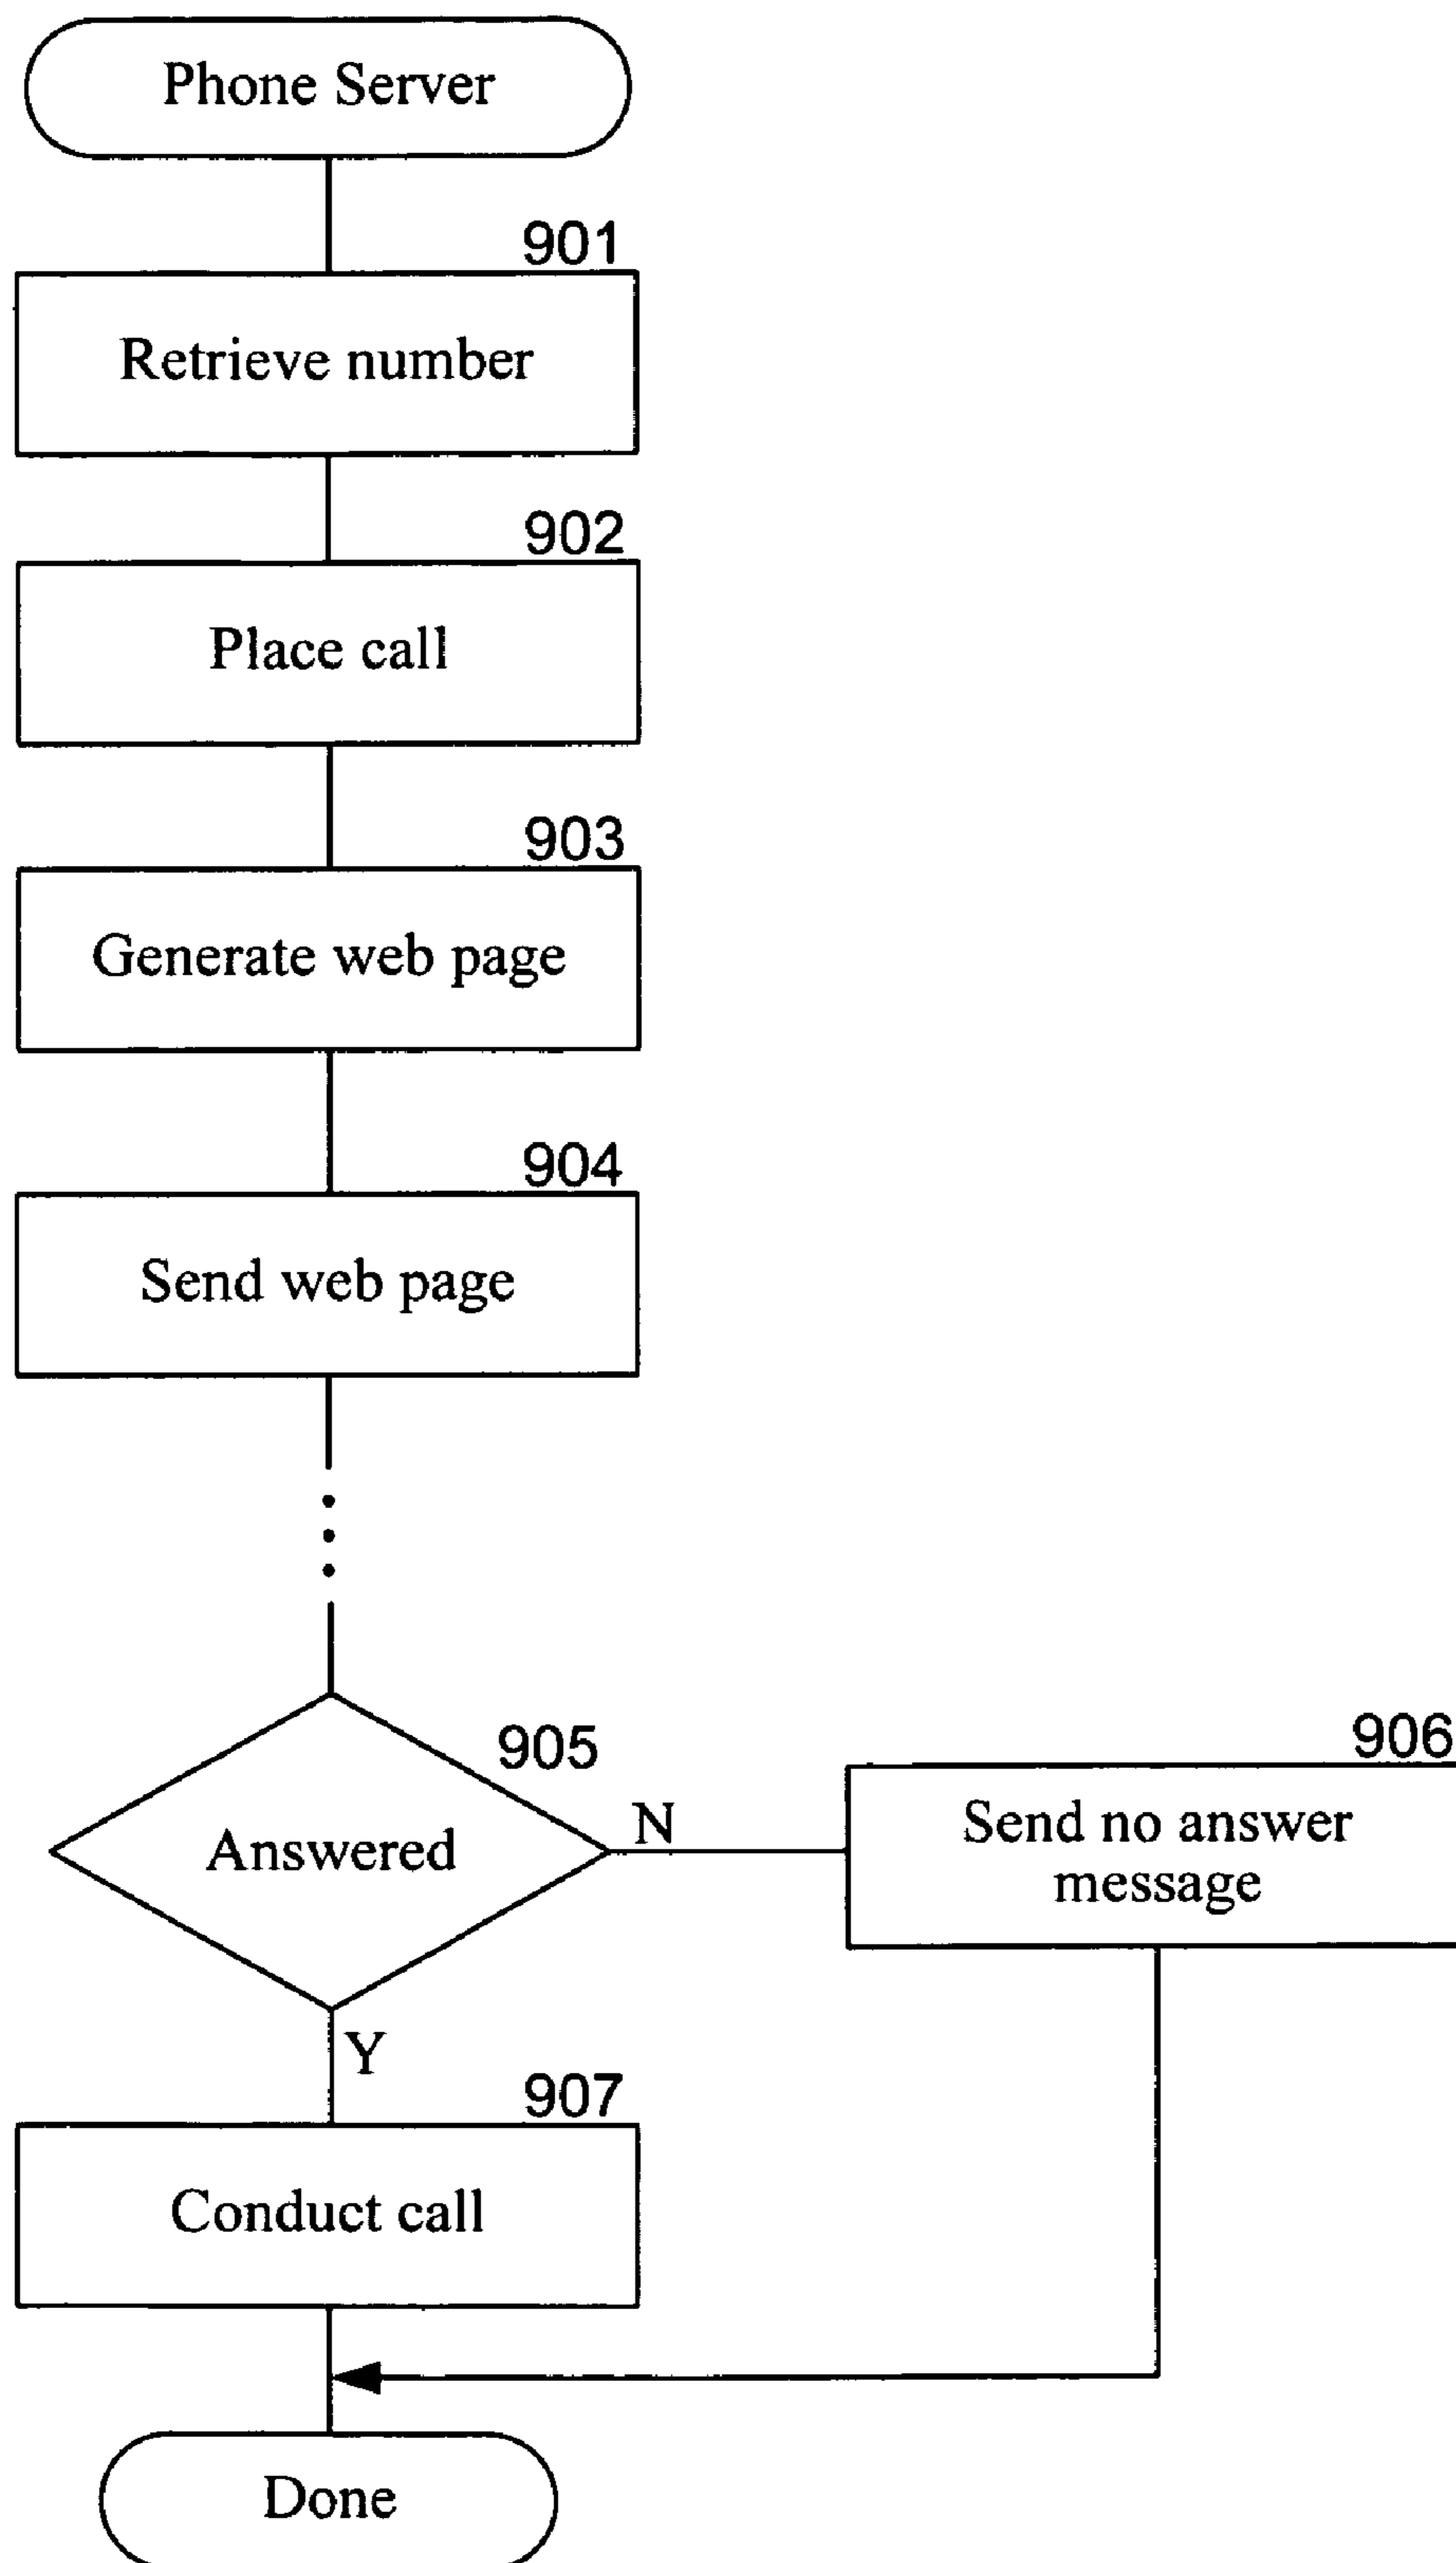 Phone Server
901
Retrieve number
902
Place call
903
Generate web page
904
Send web page
905
Answered
N
906
Send no answer
message
Y
907
Conduct call
Done